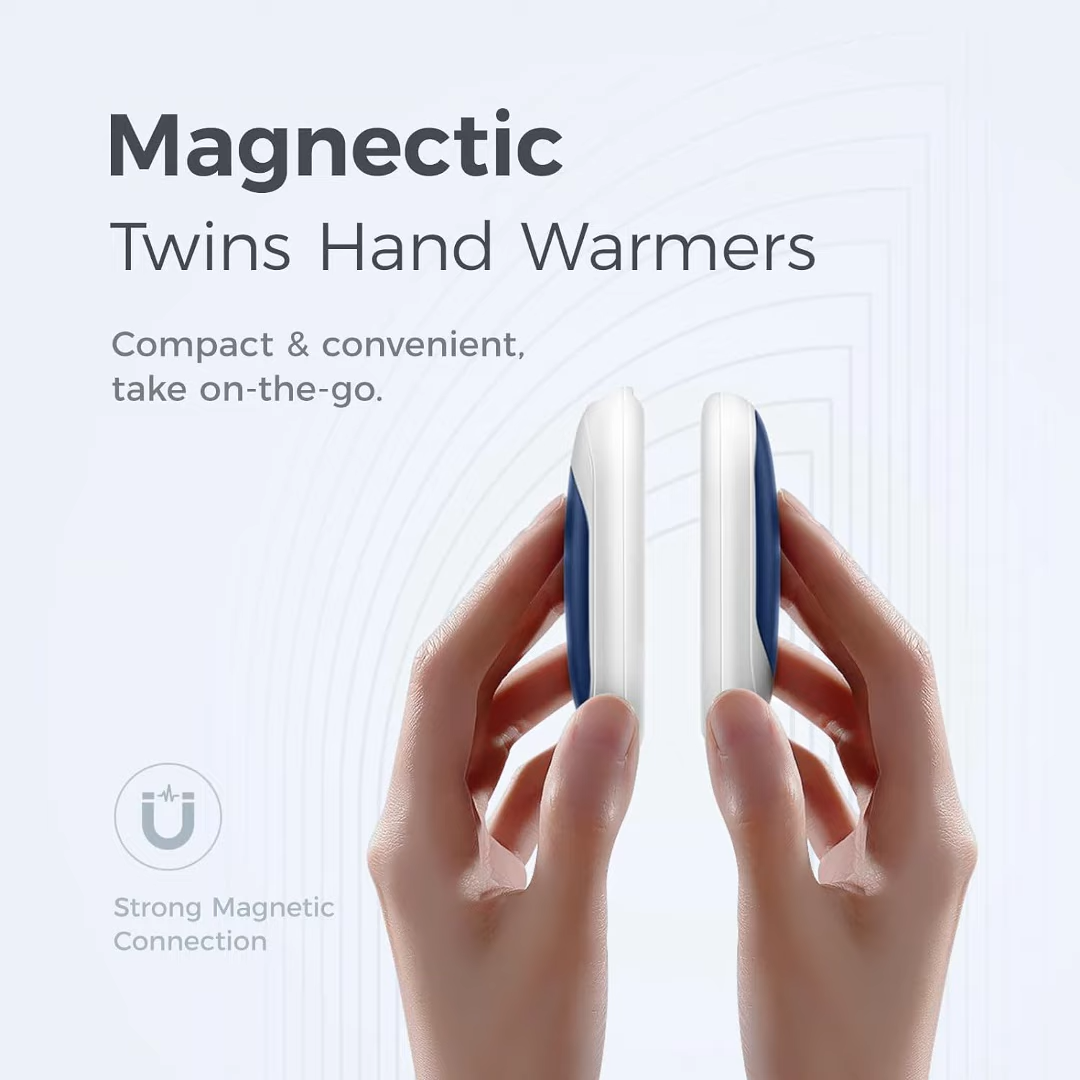 Magnectic
Twins Hand Warmers
Compact & convenient,
take on-the-go.
Strong Magnetic
Connection